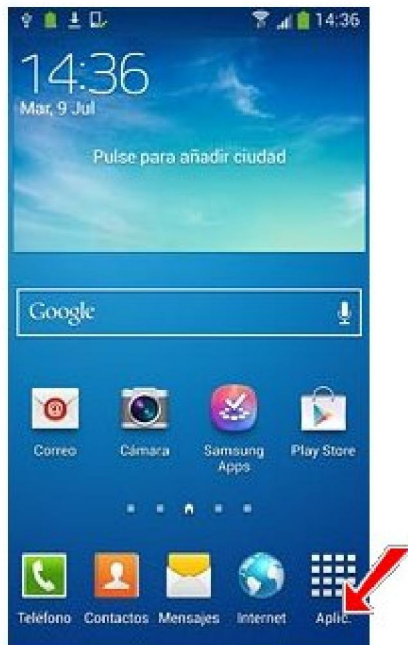 14:36
14:36
Mar, 9 Jul
Pulse para añadir ciudad
Google
Correo
Cámara
Samsung Apps
Play Store
Teléfono
Contactos
Mensajes
Internet
Aplic.